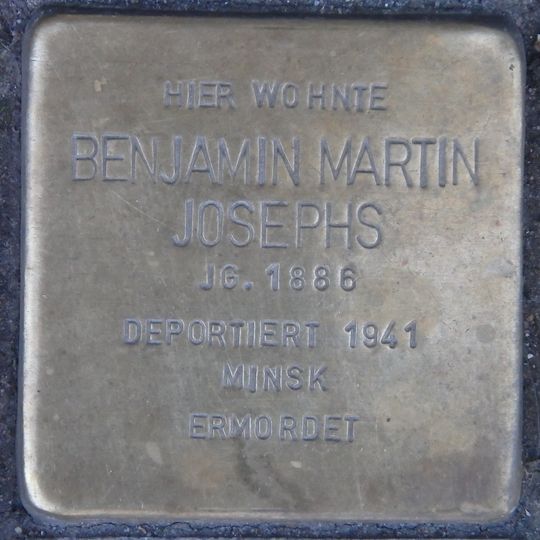 HIER WOHNTE
BENJAMIN MARTIN
JOSEPHS
JG. 1886
DEPORTIERT 1941
MINSK
ERMORDET